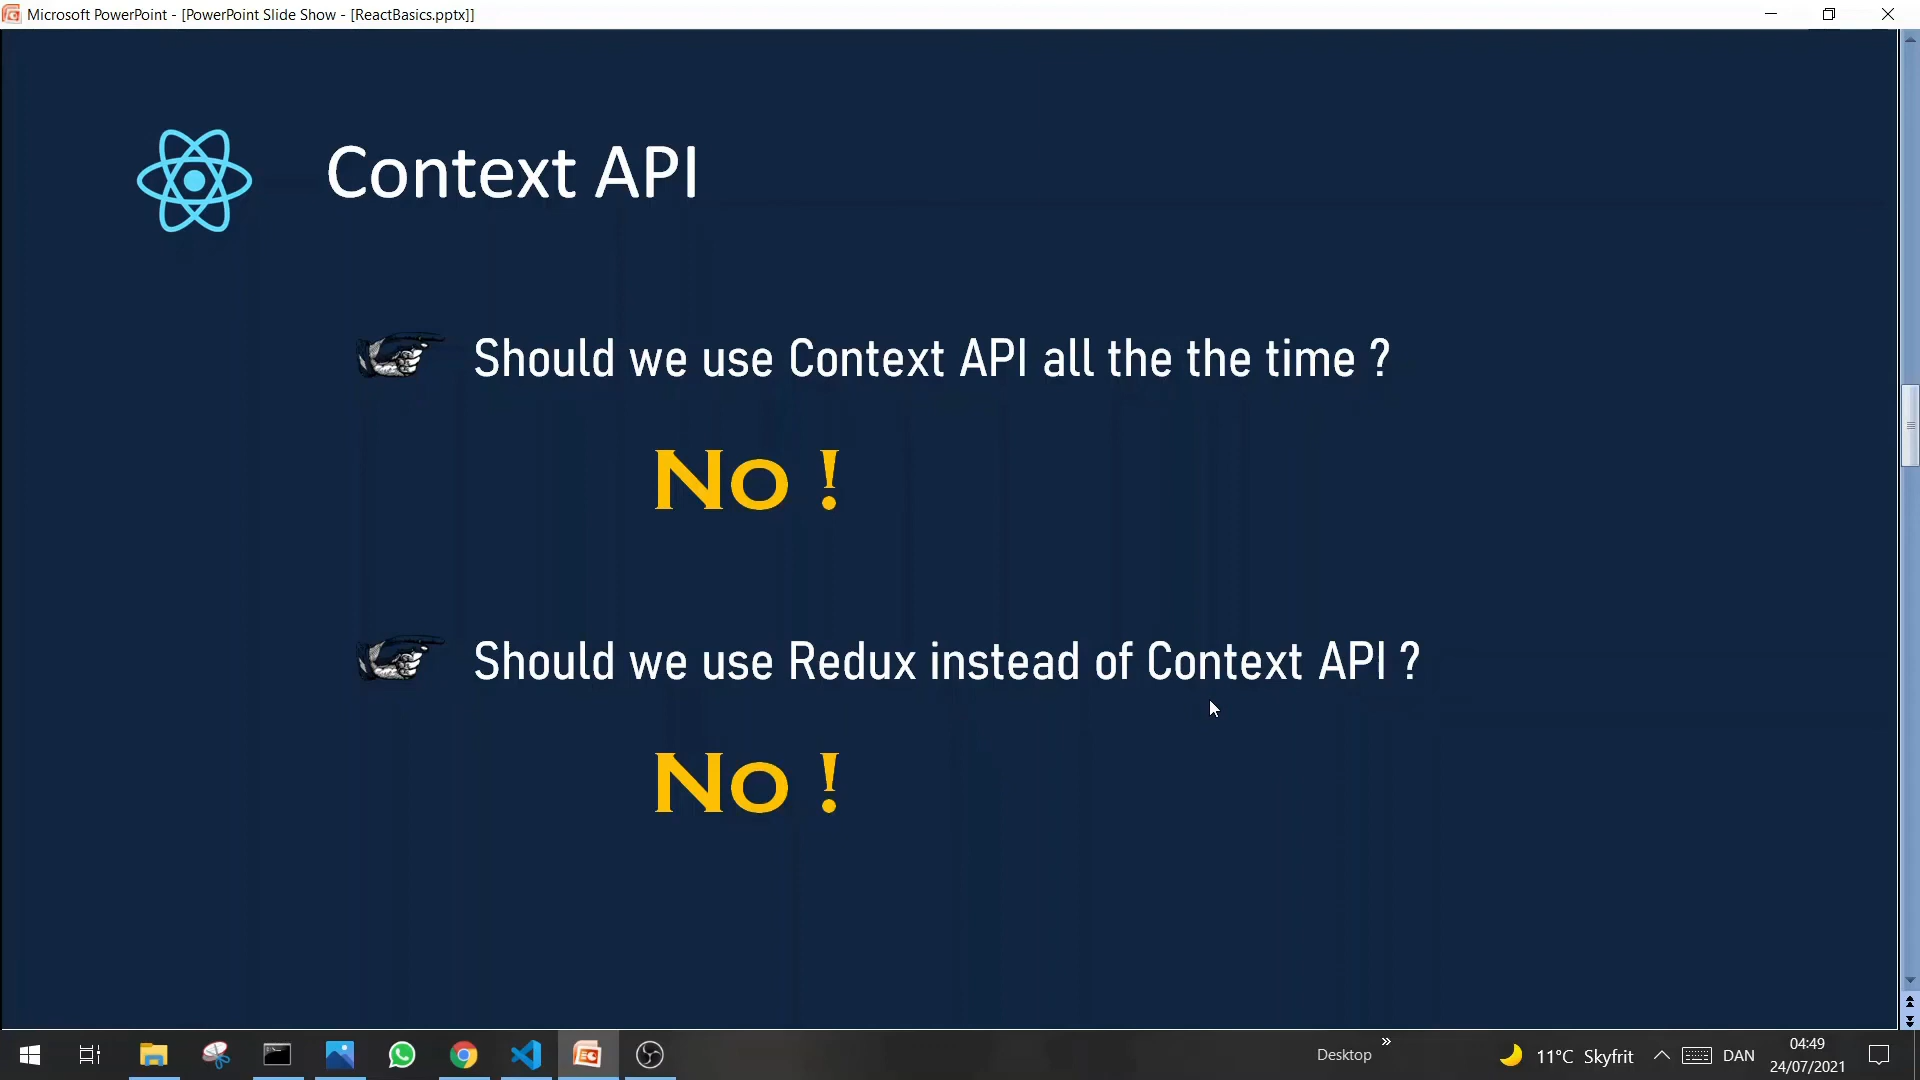 Microsoft PowerPoint - [PowerPoint Slide Show - [ReactBasics.pptx]]
Context API
Should we use Context API all the the time ?
No !
Should we use Redux instead of Context API ?
No !
Desktop
»
11°C Skyfrit
DAN
04:49
24/07/2021